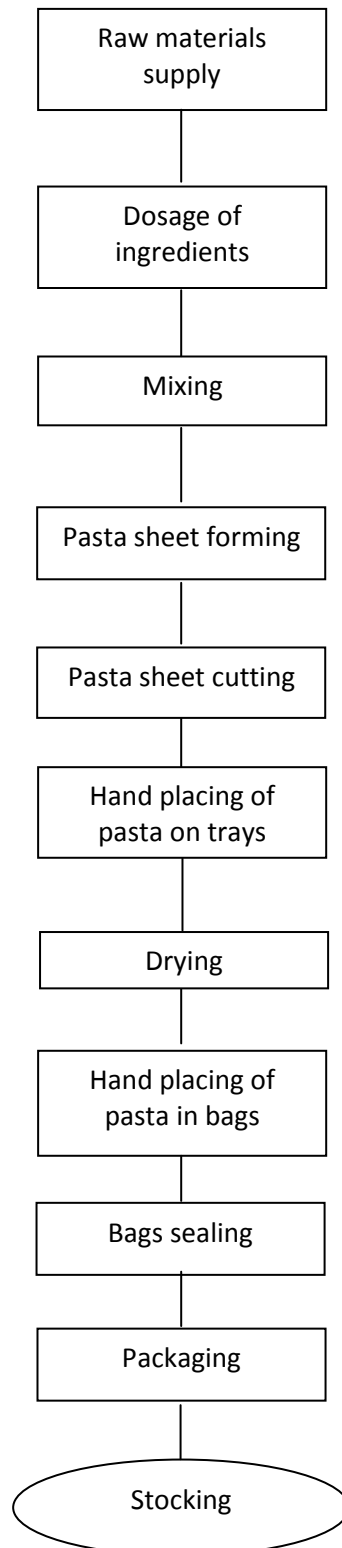 Raw materials
supply
Dosage of
ingredients
Mixing
Pasta sheet forming
Pasta sheet cutting
Hand placing of
pasta on trays
Drying
Hand placing of
pasta in bags
Bags sealing
Packaging
Stocking